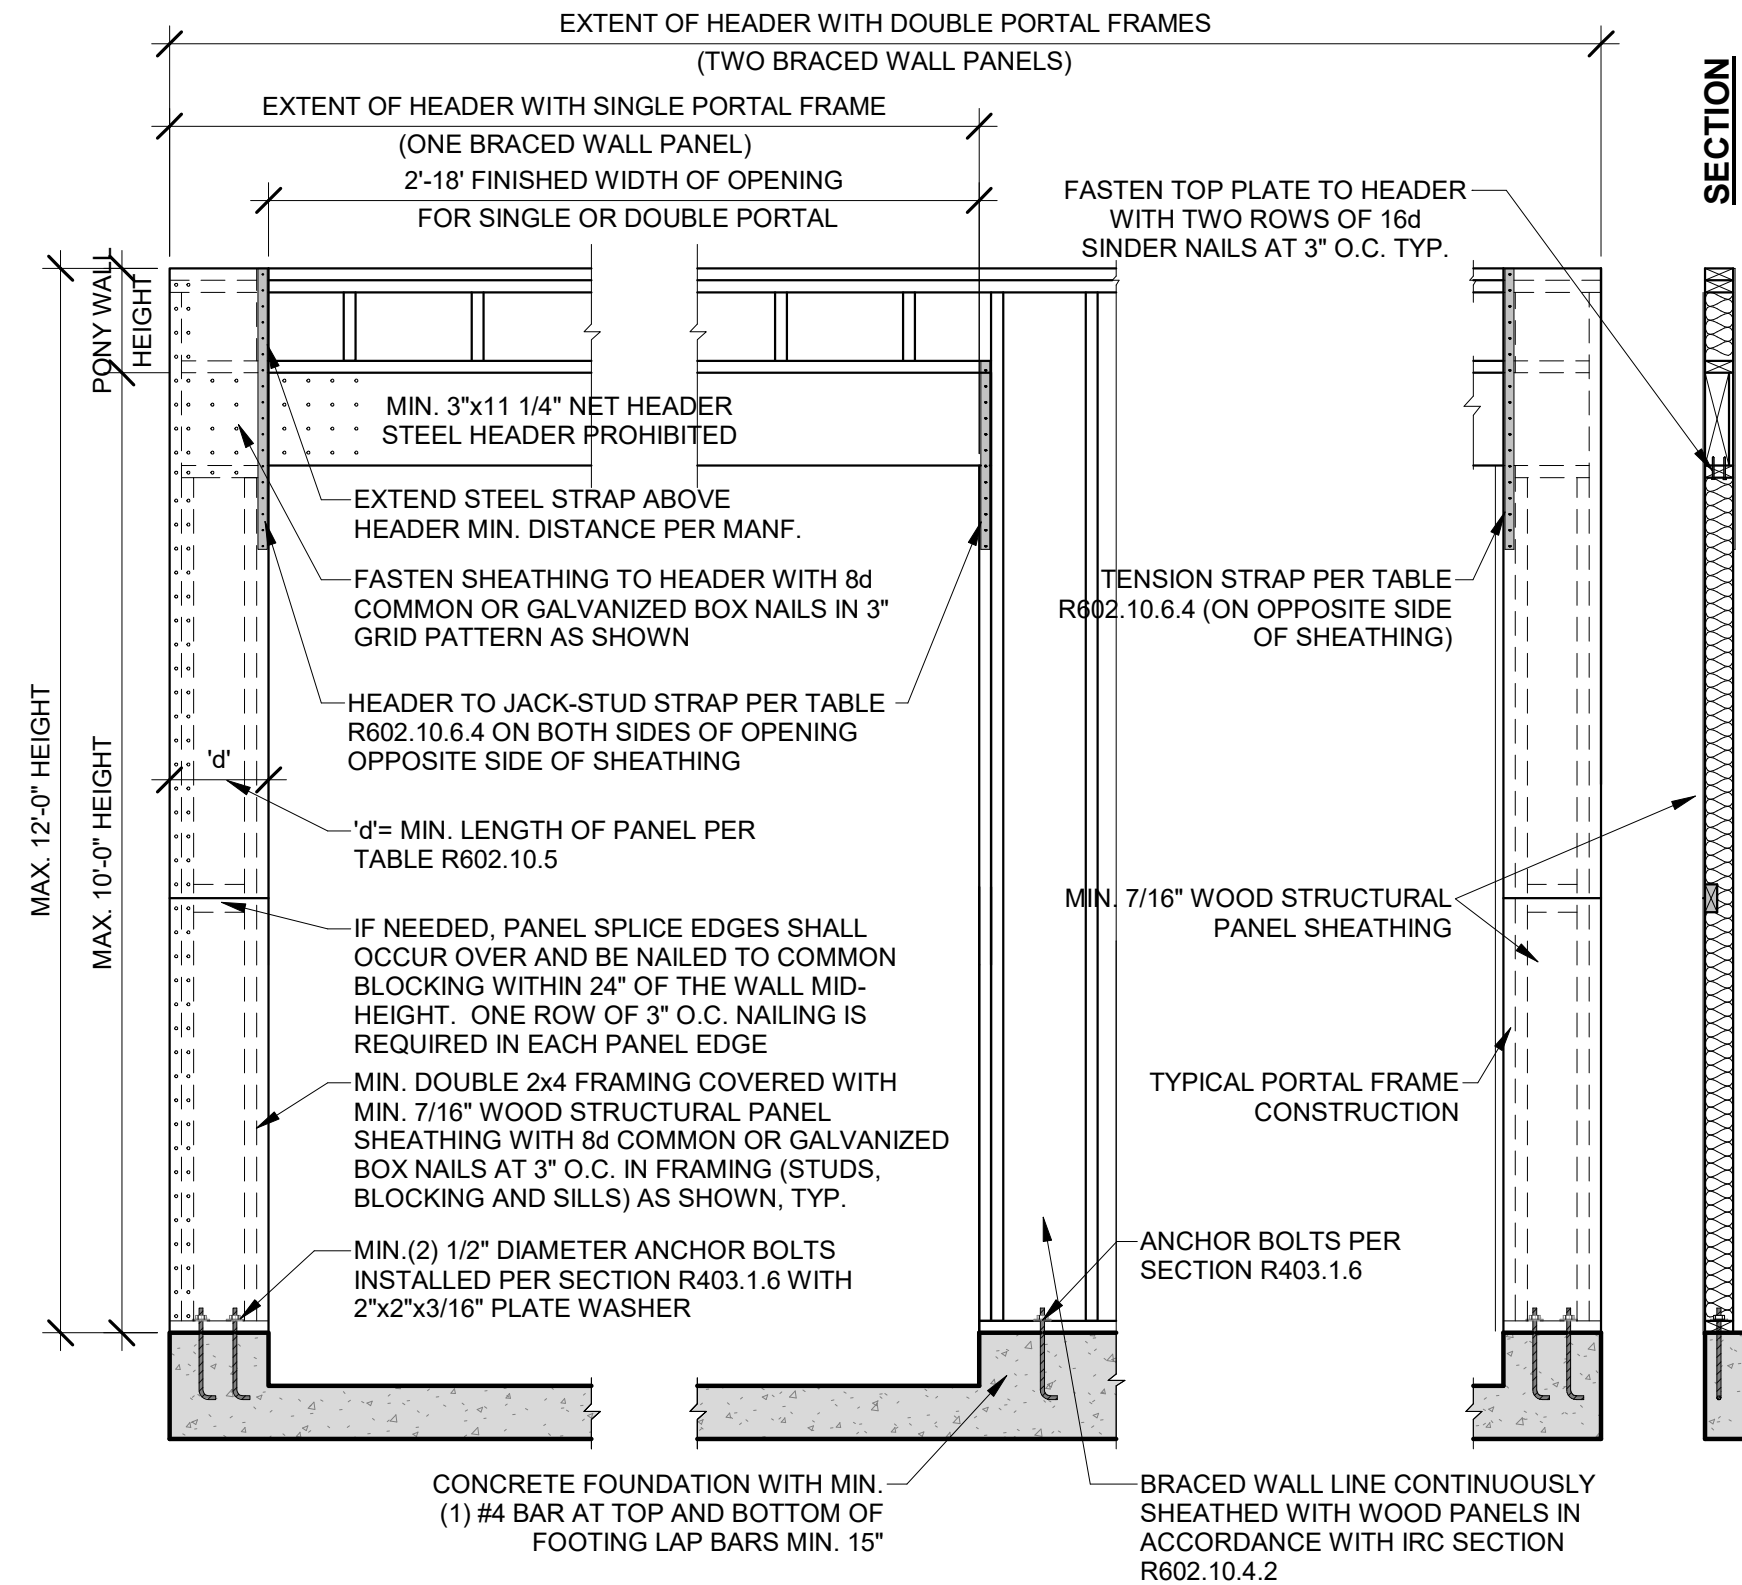 EXTENT OF HEADER WITH DOUBLE PORTAL FRAMES
(TWO BRACED WALL PANELS)
EXTENT OF HEADER WITH SINGLE PORTAL FRAME
(ONE BRACED WALL PANEL)
2'-18' FINISHED WIDTH OF OPENING
FOR SINGLE OR DOUBLE PORTAL
SECTION
FASTEN TOP PLATE TO HEADER
WITH TWO ROWS OF 16d
SINDER NAILS AT 3" O.C. TYP.
PONY WALL
HEIGHT
MAX. 12'-0" HEIGHT
MAX. 10'-0" HEIGHT
MIN. 3"x11 1/4" NET HEADER
STEEL HEADER PROHIBITED
EXTEND STEEL STRAP ABOVE
HEADER MIN. DISTANCE PER MANF.
FASTEN SHEATHING TO HEADER WITH 8d
COMMON OR GALVANIZED BOX NAILS IN 3"
GRID PATTERN AS SHOWN
HEADER TO JACK-STUD STRAP PER TABLE
R602.10.6.4 ON BOTH SIDES OF OPENING
OPPOSITE SIDE OF SHEATHING
'd'
'd'= MIN. LENGTH OF PANEL PER
TABLE R602.10.5
IF NEEDED, PANEL SPLICE EDGES SHALL
OCCUR OVER AND BE NAILED TO COMMON
BLOCKING WITHIN 24" OF THE WALL MID-
HEIGHT. ONE ROW OF 3" O.C. NAILING IS
REQUIRED IN EACH PANEL EDGE
MIN. DOUBLE 2x4 FRAMING COVERED WITH
MIN. 7/16" WOOD STRUCTURAL PANEL
SHEATHING WITH 8d COMMON OR GALVANIZED
BOX NAILS AT 3" O.C. IN FRAMING (STUDS,
BLOCKING AND SILLS) AS SHOWN, TYP.
MIN.(2) 1/2" DIAMETER ANCHOR BOLTS
INSTALLED PER SECTION R403.1.6 WITH
2"x2"x3/16" PLATE WASHER
TENSION STRAP PER TABLE
R602.10.6.4 (ON OPPOSITE SIDE
OF SHEATHING)
MIN. 7/16" WOOD STRUCTURAL
PANEL SHEATHING
TYPICAL PORTAL FRAME
CONSTRUCTION
ANCHOR BOLTS PER
SECTION R403.1.6
CONCRETE FOUNDATION WITH MIN.
(1) #4 BAR AT TOP AND BOTTOM OF
FOOTING LAP BARS MIN. 15"
BRACED WALL LINE CONTINUOUSLY
SHEATHED WITH WOOD PANELS IN
ACCORDANCE WITH IRC SECTION
R602.10.4.2